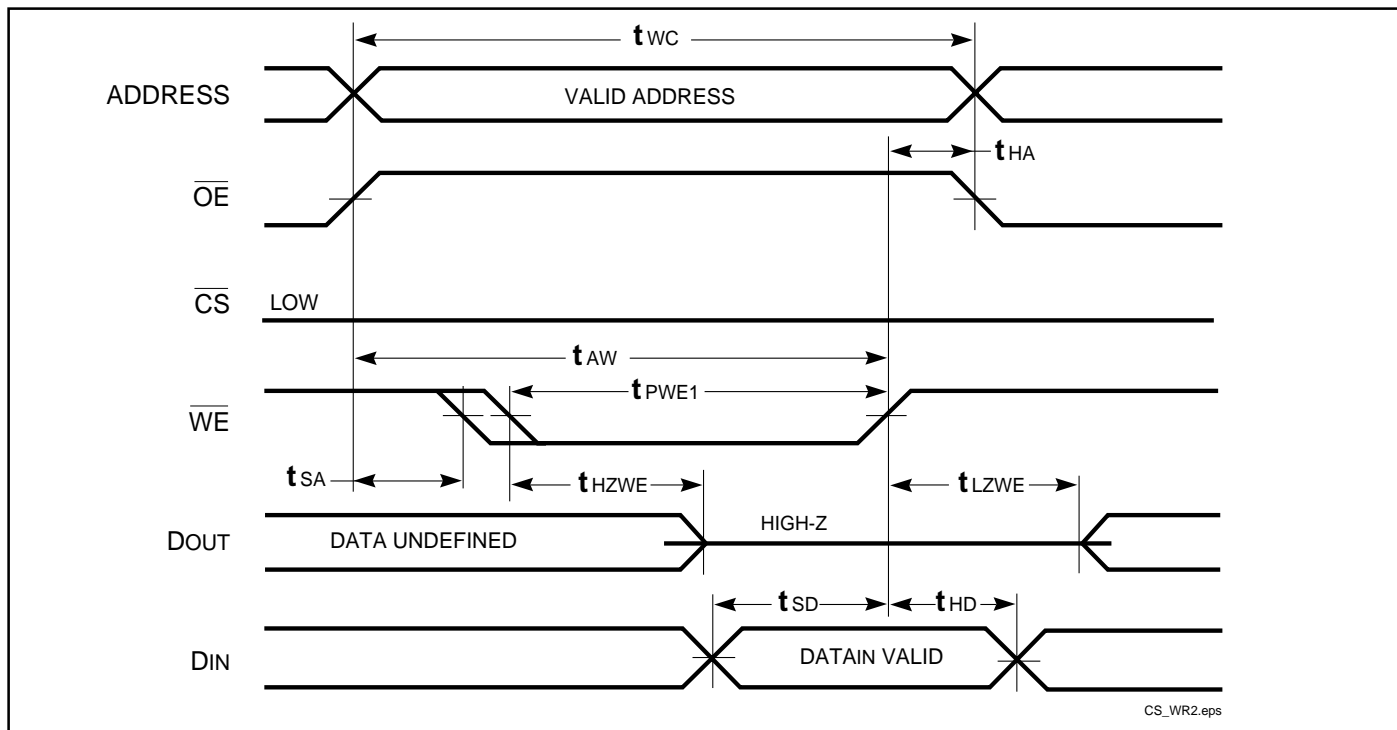 t WC
ADDRESS
VALID ADDRESS
t HA
OE
CS
LOW
t AW
WE
t PWE1
t SA
t HZWE
t LZWE
DOUT
DATA UNDEFINED
HIGH-Z
t SD
t HD
DIN
DATAIN VALID
CS_WR2.eps